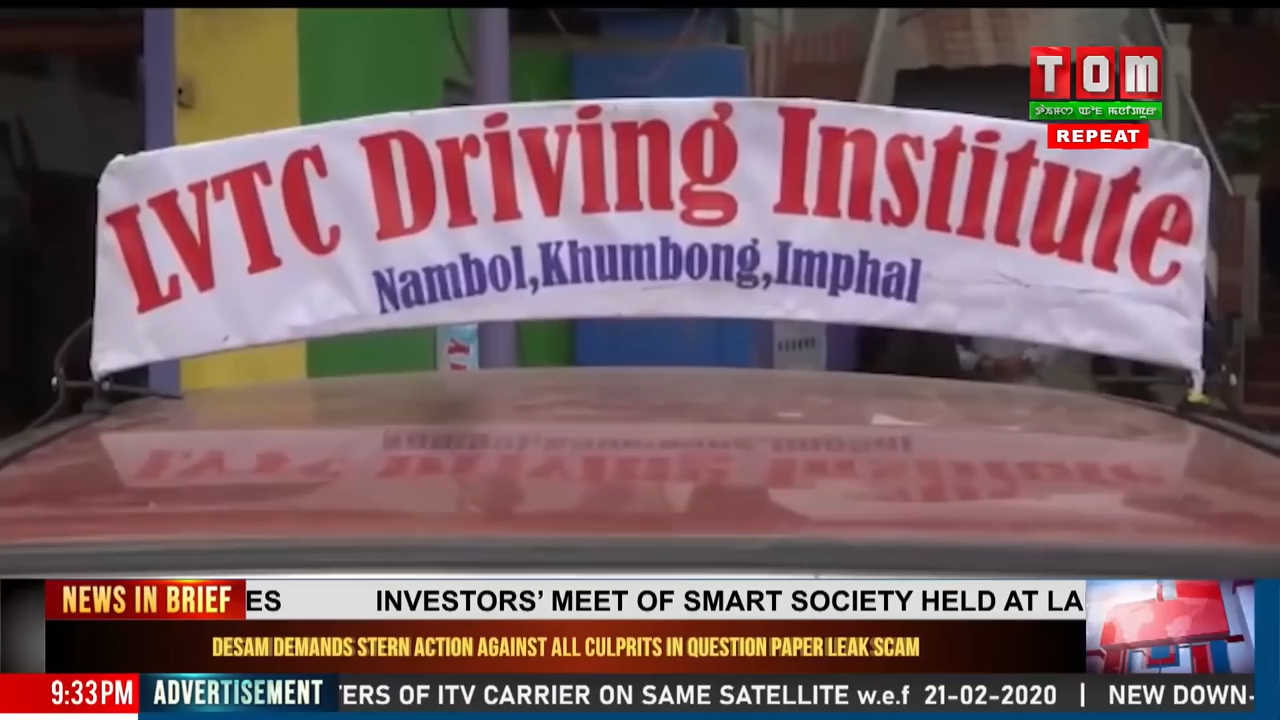 TOM
REPEAT
LVTC Driving Institute
Nambol,Khumbong,Imphal
NEWS IN BRIEF
ES INVESTORS’ MEET OF SMART SOCIETY HELD AT LA
DESAM DEMANDS STERN ACTION AGAINST ALL CULPRITS IN QUESTION PAPER LEAK SCAM
9:33PM ADVERTISEMENT TERS OF ITV CARRIER ON SAME SATELLITE w.e.f 21-02-2020 | NEW DOWN-